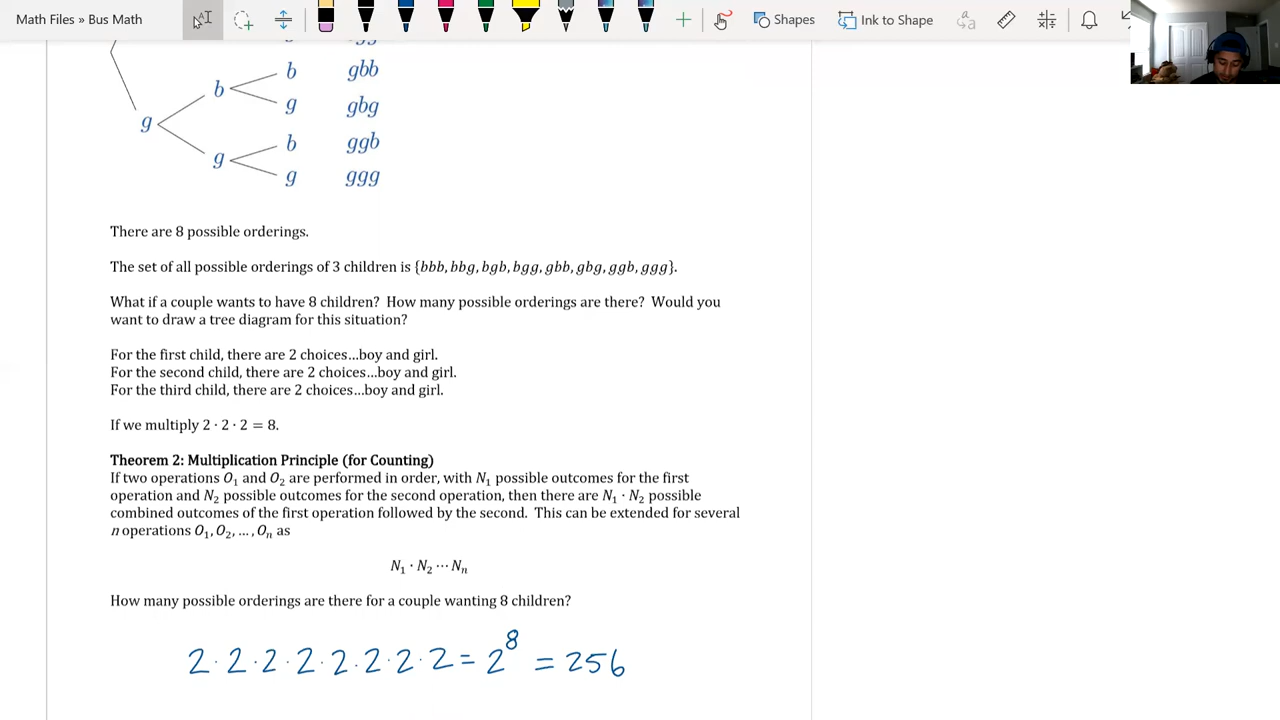 Math Files » Bus Math
Shapes
Ink to Shape
b
gbb
b
g
gbg
g
b
ggb
g
g
ggg
There are 8 possible orderings.
The set of all possible orderings of 3 children is {bbb, bbg, bgb, bgg, gbb, gbg, ggb, ggg}.
What if a couple wants to have 8 children? How many possible orderings are there? Would you
want to draw a tree diagram for this situation?
For the first child, there are 2 choices…boy and girl.
For the second child, there are 2 choices…boy and girl.
For the third child, there are 2 choices…boy and girl.
If we multiply 2 · 2 · 2 = 8.
Theorem 2: Multiplication Principle (for Counting)
If two operations O₁ and O₂ are performed in order, with N₁ possible outcomes for the first
operation and N₂ possible outcomes for the second operation, then there are N₁ · N₂ possible
combined outcomes of the first operation followed by the second. This can be extended for several
n operations O₁, O₂, … , Oₙ as
N₁ · N₂ ⋯ Nₙ
How many possible orderings are there for a couple wanting 8 children?
2·2·2·2·2·2·2·2 = 2⁸ = 256